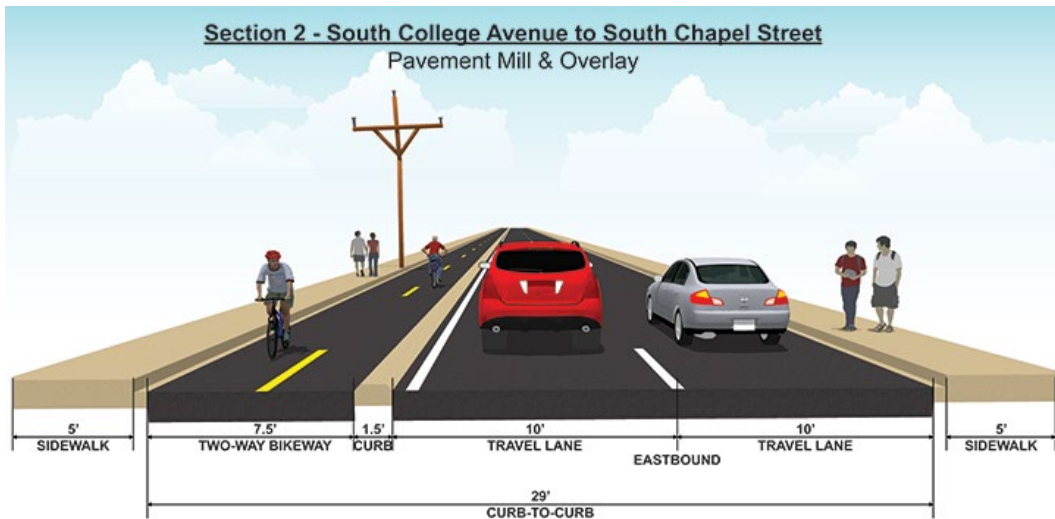 Section 2 - South College Avenue to South Chapel Street
Pavement Mill & Overlay
5'
SIDEWALK
7.5'
TWO-WAY BIKEWAY
1.5'
CURB
10'
TRAVEL LANE
EASTBOUND
10'
TRAVEL LANE
5'
SIDEWALK
29'
CURB-TO-CURB